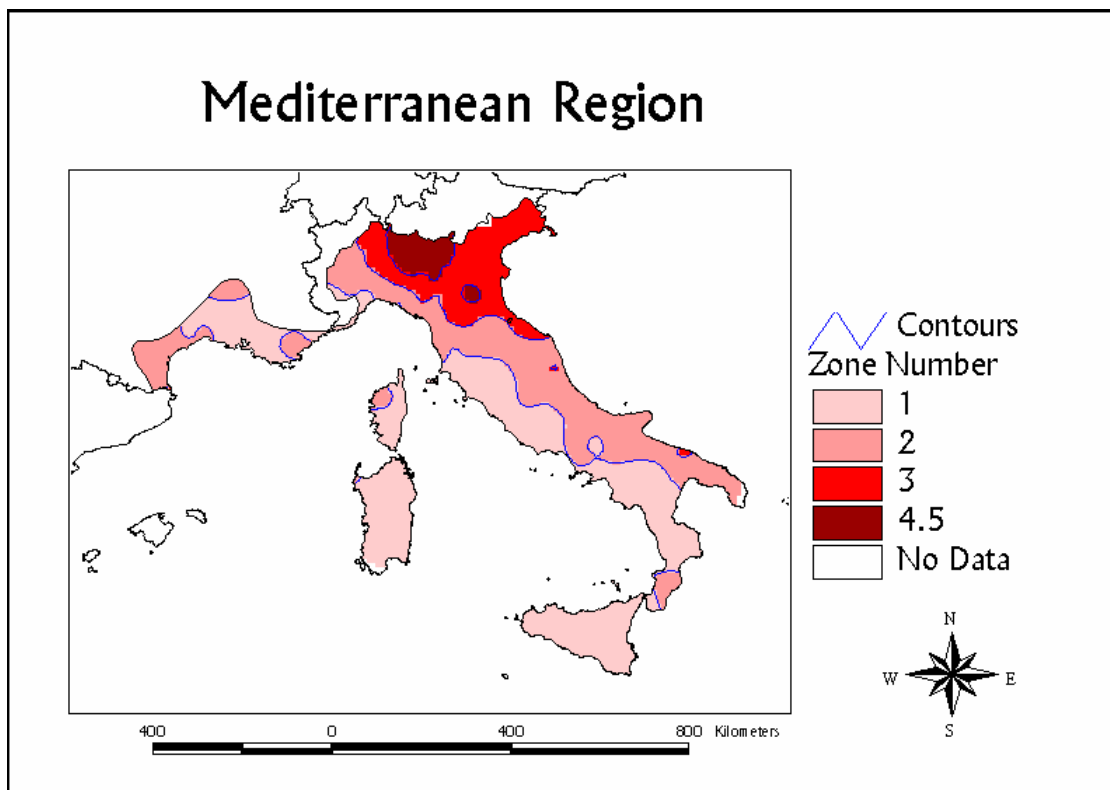 Mediterranean Region
Contours
Zone Number
1
2
3
4.5
No Data
N
W E
S
400 0 400 800 Kilometers